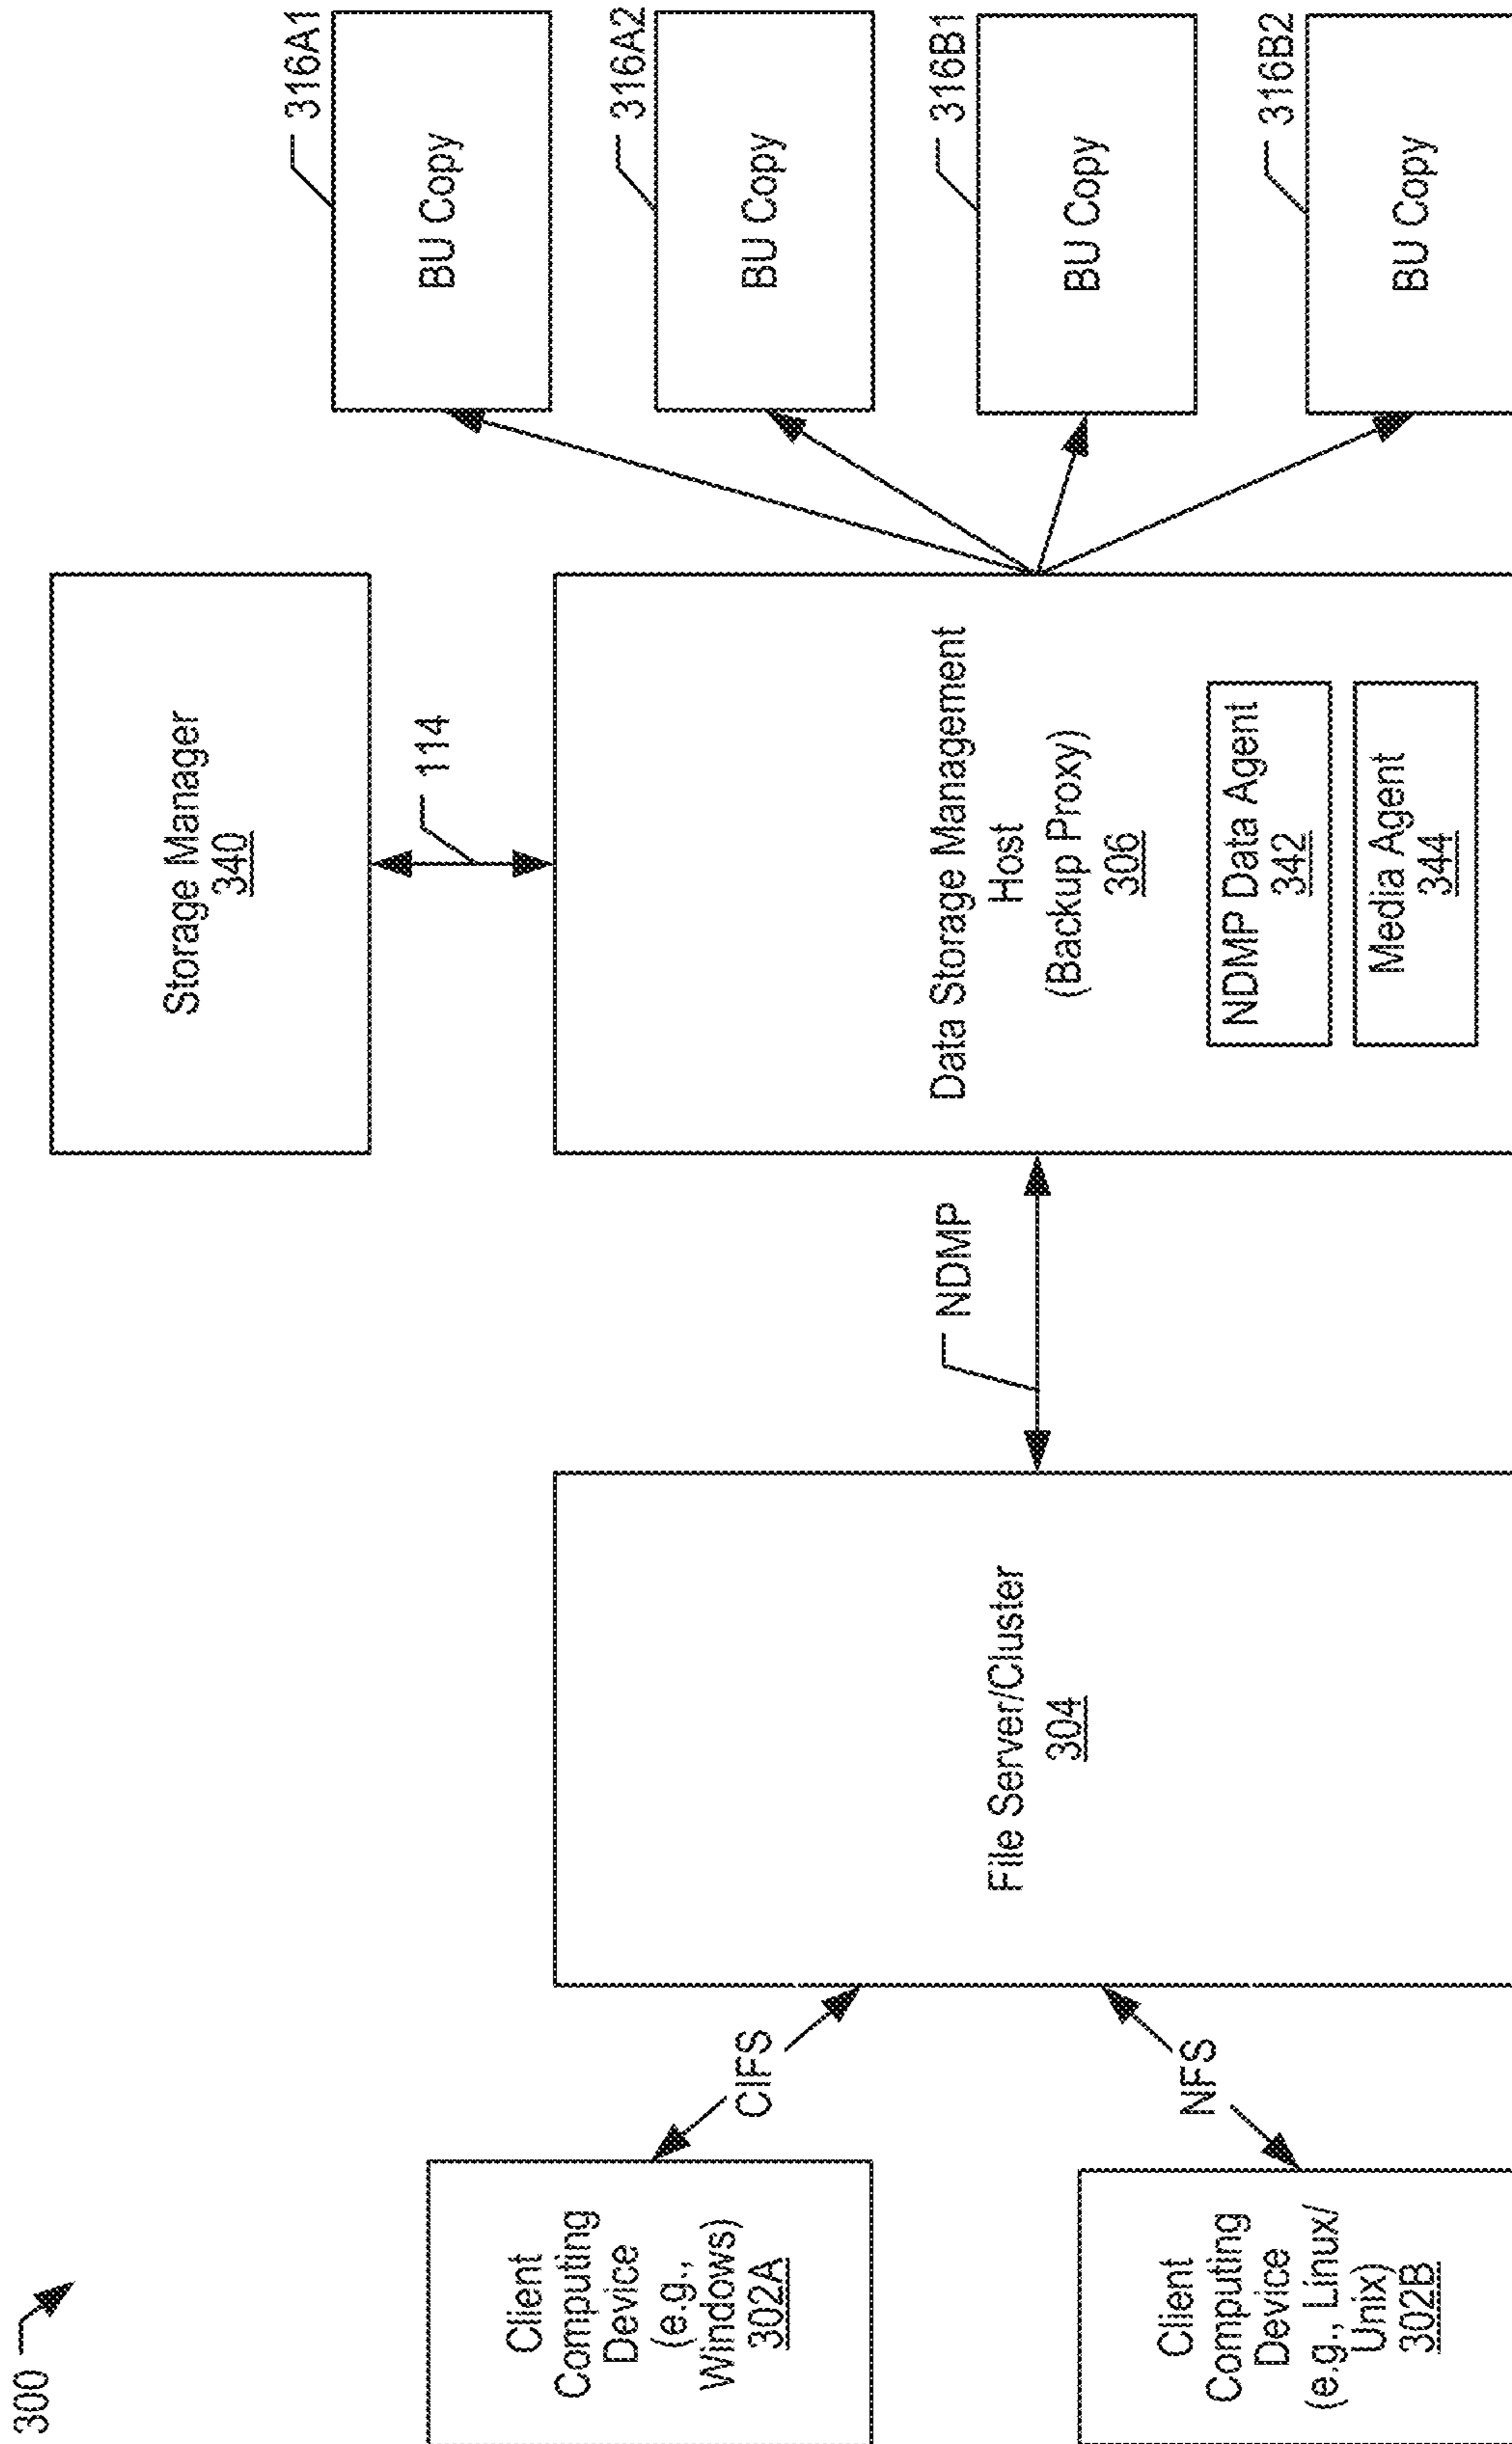 300
Client
Computing
Device
(e.g.,
Windows)
302A
Client
Computing
Device
(e.g., Linux/
Unix)
302B
CIFS
NFS
File Server/Cluster
304
NDMP
Storage Manager
340
114
Data Storage Management
Host
(Backup Proxy)
306
NDMP Data Agent
342
Media Agent
344
316A1
BU Copy
316A2
BU Copy
316B1
BU Copy
316B2
BU Copy